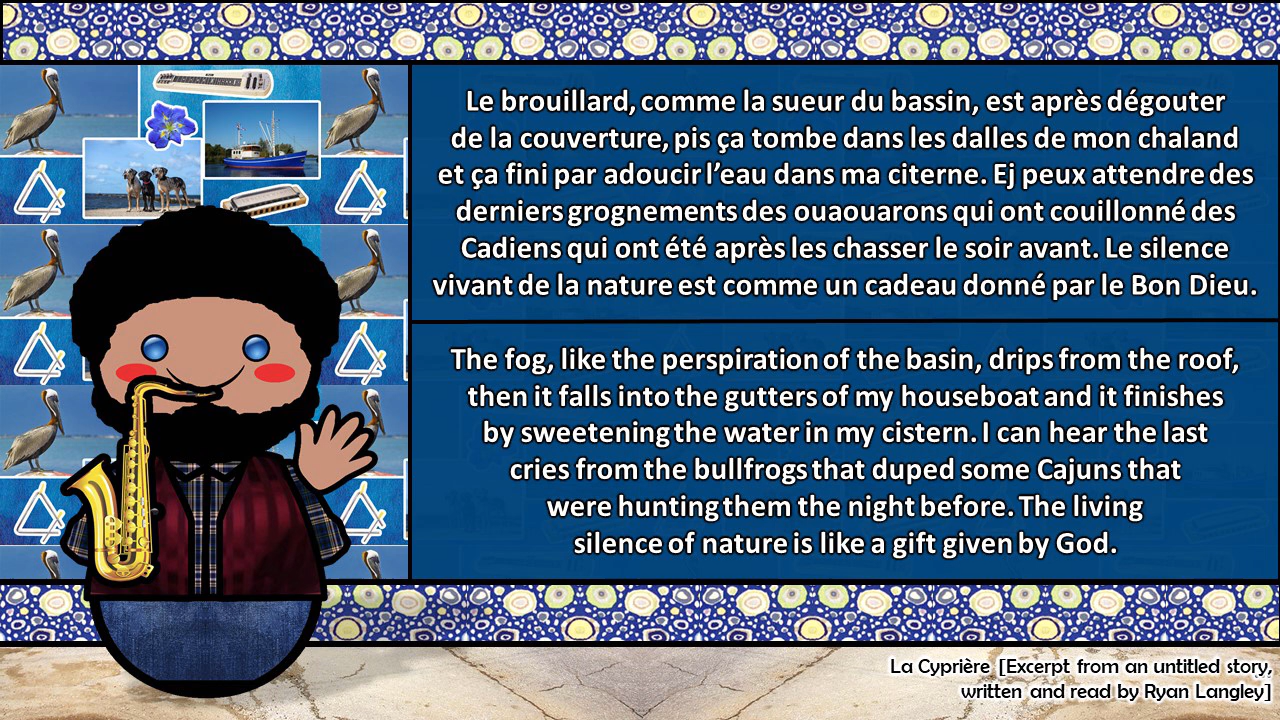 Le brouillard, comme la sueur du bassin, est après dégouter
de la couverture, pis ça tombe dans les dalles de mon chaland
et ça fini par adoucir l’eau dans ma citerne. Ej peux attendre des
derniers grognements des ouaouarons qui ont couillonné des
Cadiens qui ont été après les chasser le soir avant. Le silence
vivant de la nature est comme un cadeau donné par le Bon Dieu.
The fog, like the perspiration of the basin, drips from the roof,
then it falls into the gutters of my houseboat and it finishes
by sweetening the water in my cistern. I can hear the last
cries from the bullfrogs that duped some Cajuns that
were hunting them the night before. The living
silence of nature is like a gift given by God.
La Cyprière [Excerpt from an untitled story,
written and read by Ryan Langley]